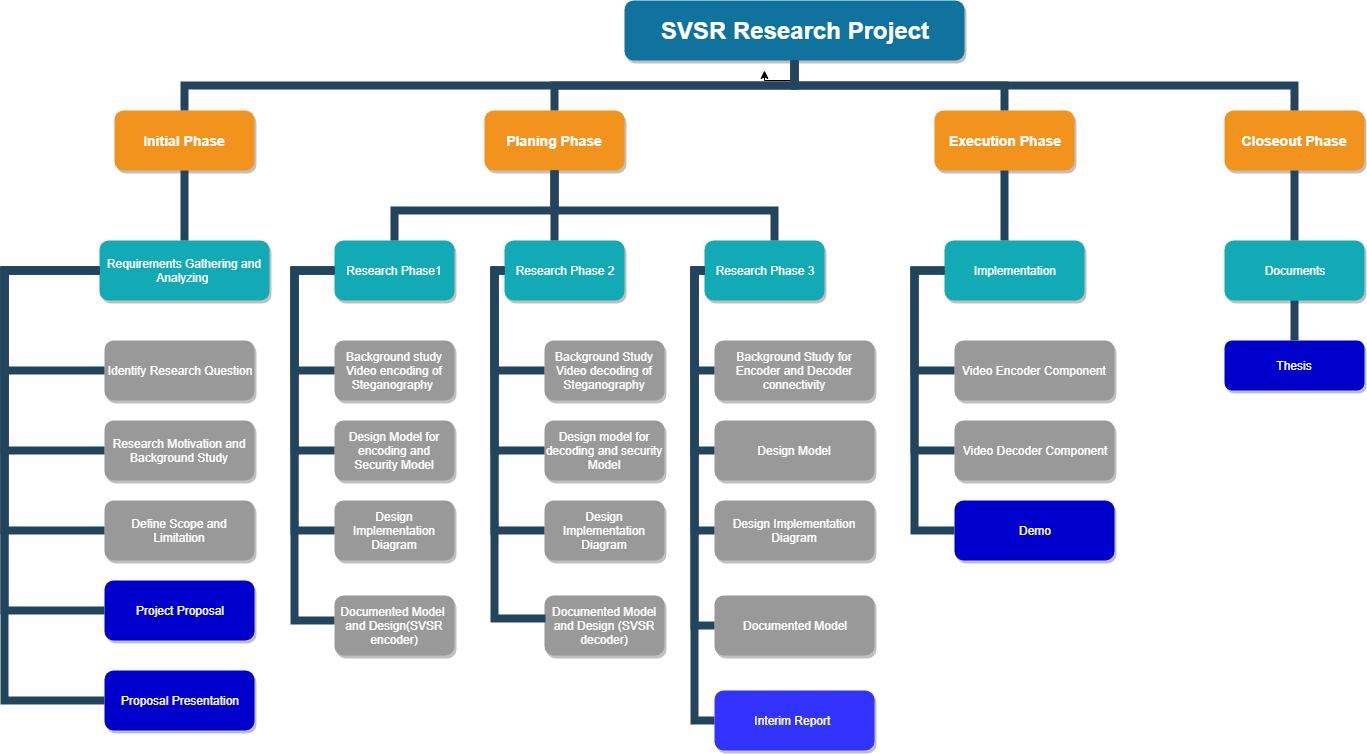 SVSR Research Project
Initial Phase
Planing Phase
Execution Phase
Closeout Phase
Requirements Gathering and
Analyzing
Research Phase1
Research Phase 2
Research Phase 3
Implementation
Documents
Identify Research Question
Research Motivation and
Background Study
Define Scope and
Limitation
Project Proposal
Proposal Presentation
Background study
Video encoding of
Steganography
Design Model for
encoding and
Security Model
Design
Implementation
Diagram
Documented Model
and Design(SVSR
encoder)
Background Study
Video decoding of
Steganography
Design model for
decoding and security
Model
Design
Implementation
Diagram
Documented Model
and Design (SVSR
decoder)
Background Study for
Encoder and Decoder
connectivity
Design Model
Design Implementation
Diagram
Documented Model
Interim Report
Video Encoder Component
Video Decoder Component
Demo
Thesis